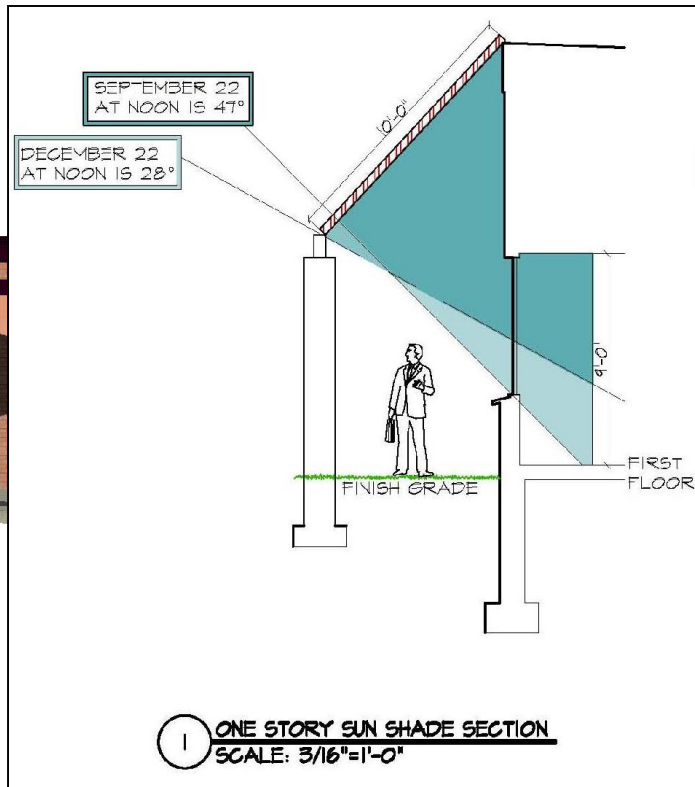 SEPTEMBER 22
AT NOON IS 47°
DECEMBER 22
AT NOON IS 28°
10'-0"
9'-0"
FINISH GRADE
FIRST
FLOOR
1
ONE STORY SUN SHADE SECTION
SCALE: 3/16"=1'-0"